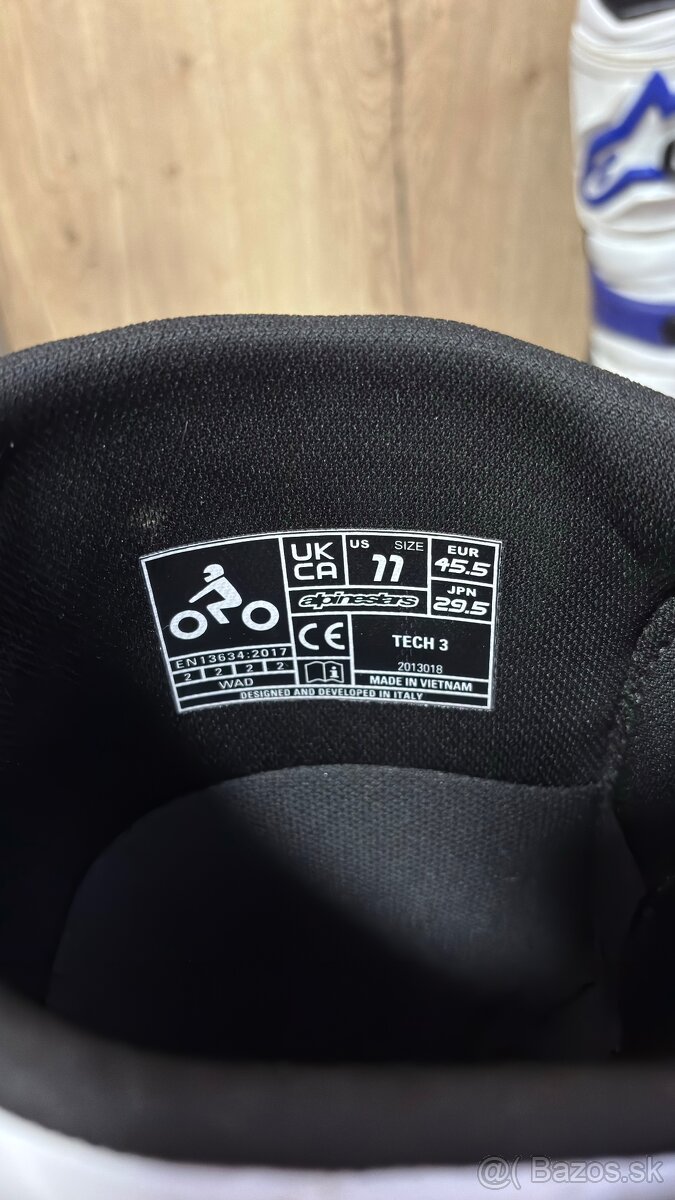 UK
CA
US SIZE
11
EUR
45.5
JPN
29.5
alpinestars
CE
TECH 3
2013018
EN13634:2017
2 2 2 2
WAD
i
MADE IN VIETNAM
DESIGNED AND DEVELOPED IN ITALY
@( Bazos.sk